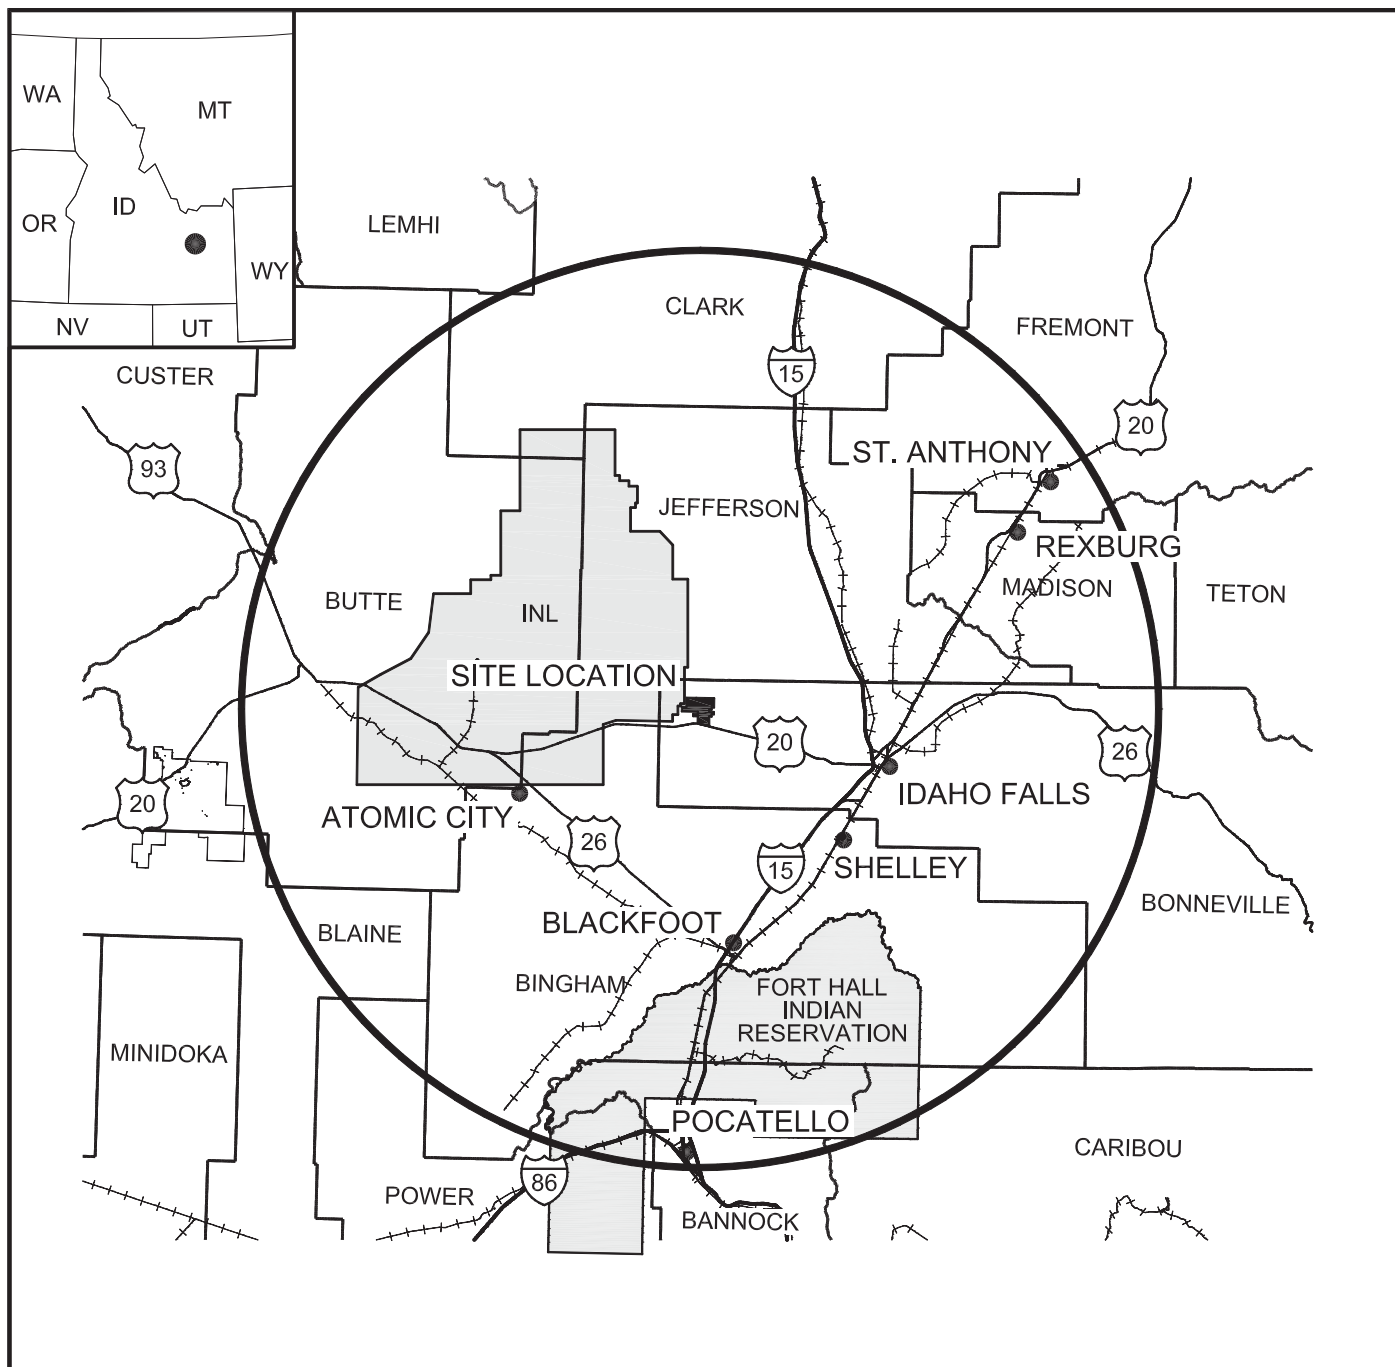 WA
MT
OR
ID
WY
NV
UT
LEMHI
CLARK
FREMONT
CUSTER
15
20
93
ST. ANTHONY
JEFFERSON
REXBURG
MADISON
TETON
BUTTE
INL
SITE LOCATION
20
26
20
IDAHO FALLS
ATOMIC CITY
26
15
SHELLEY
BONNEVILLE
BLACKFOOT
BLAINE
BINGHAM
FORT HALL
INDIAN
RESERVATION
MINIDOKA
POCATELLO
CARIBOU
86
POWER
BANNOCK